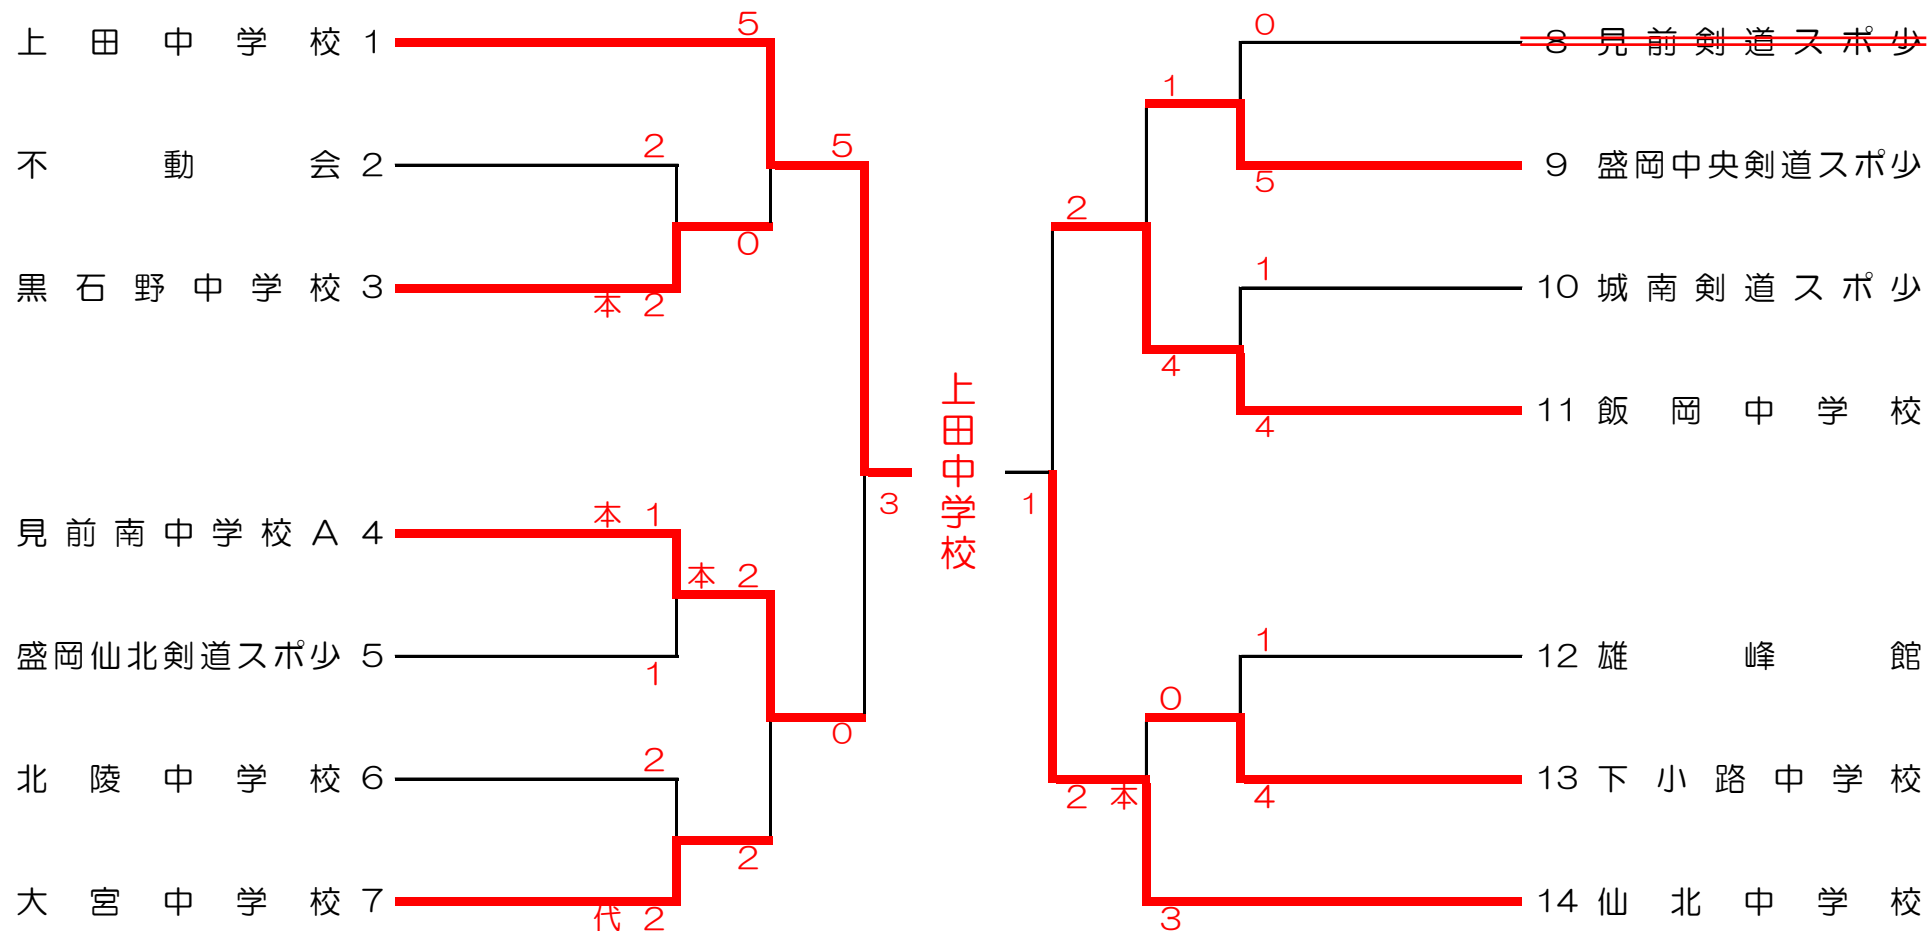 上田中学校 1
5
不動会 2
2
5
0
黒石野中学校 3
本 2
見前南中学校A 4
本 1
本 2
盛岡仙北剣道スポ少 5
1
0
北陵中学校 6
2
2
大宮中学校 7
代 2
3
上田中学校
1
0
8 見前剣道スポ少
1
9 盛岡中央剣道スポ少
5
2
1
10 城南剣道スポ少
4
11 飯岡中学校
4
1
12 雄峰館
0
13 下小路中学校
2 本
4
14 仙北中学校
3